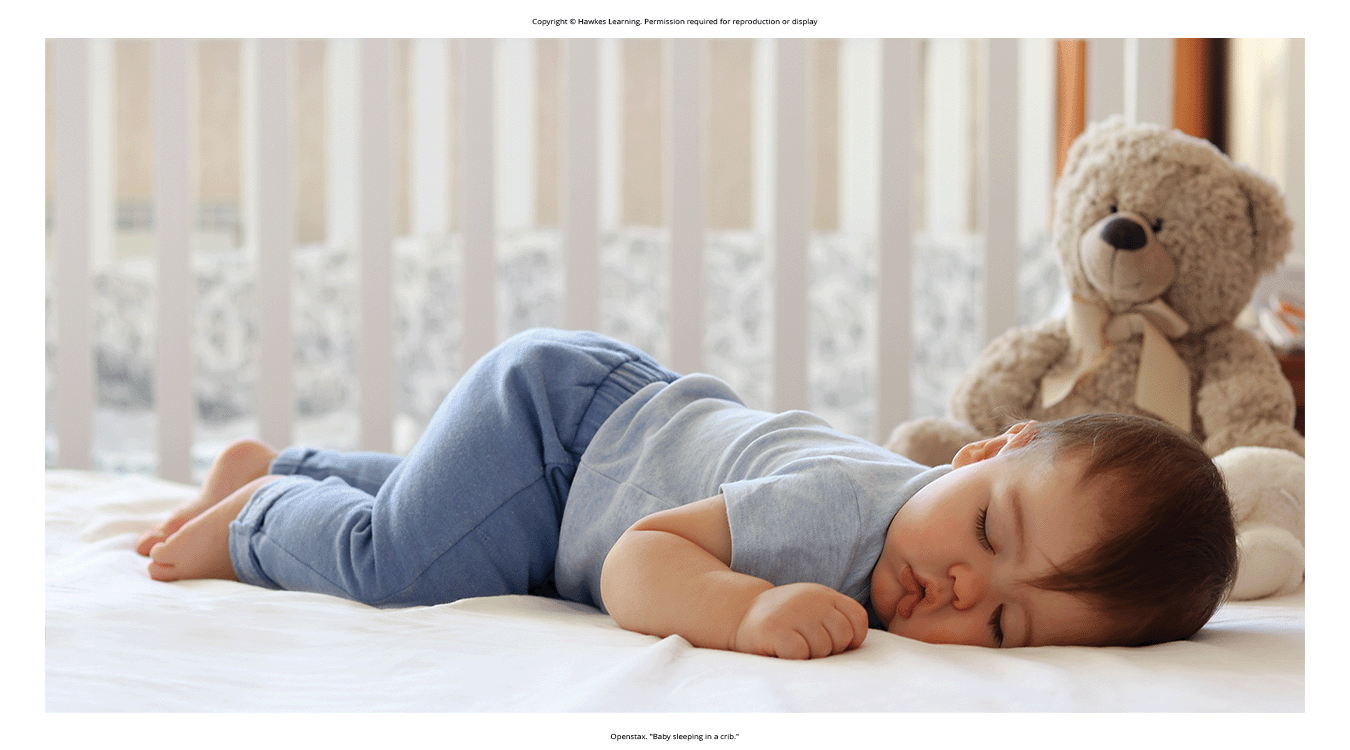 Copyright © Hawkes Learning. Permission required for reproduction or display
Openstax. "Baby sleeping in a crib."